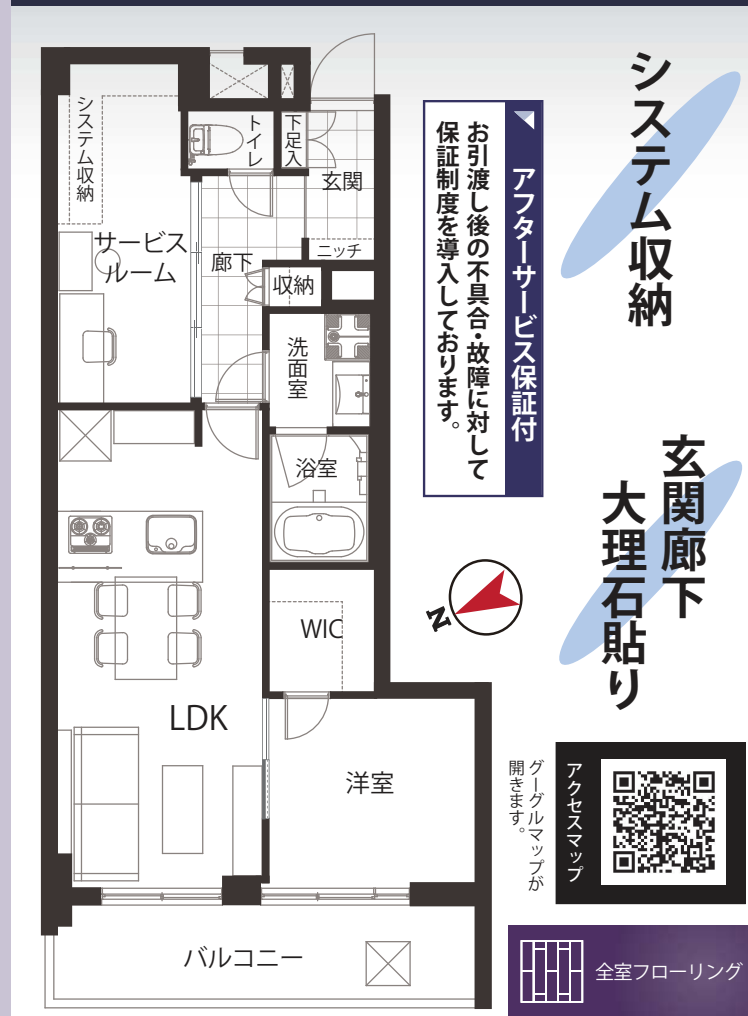 システム収納
トイレ
下足入
玄関
サービス
ルーム
廊下
ニッチ
収納
洗面室
浴室
WIC
LDK
洋室
バルコニー
N
アフターサービス保証付
お引渡し後の不具合・故障に対して
保証制度を導入しております。
システム収納
玄関廊下
大理石貼り
アクセスマップ
グーグルマップが
開きます。
全室フローリング